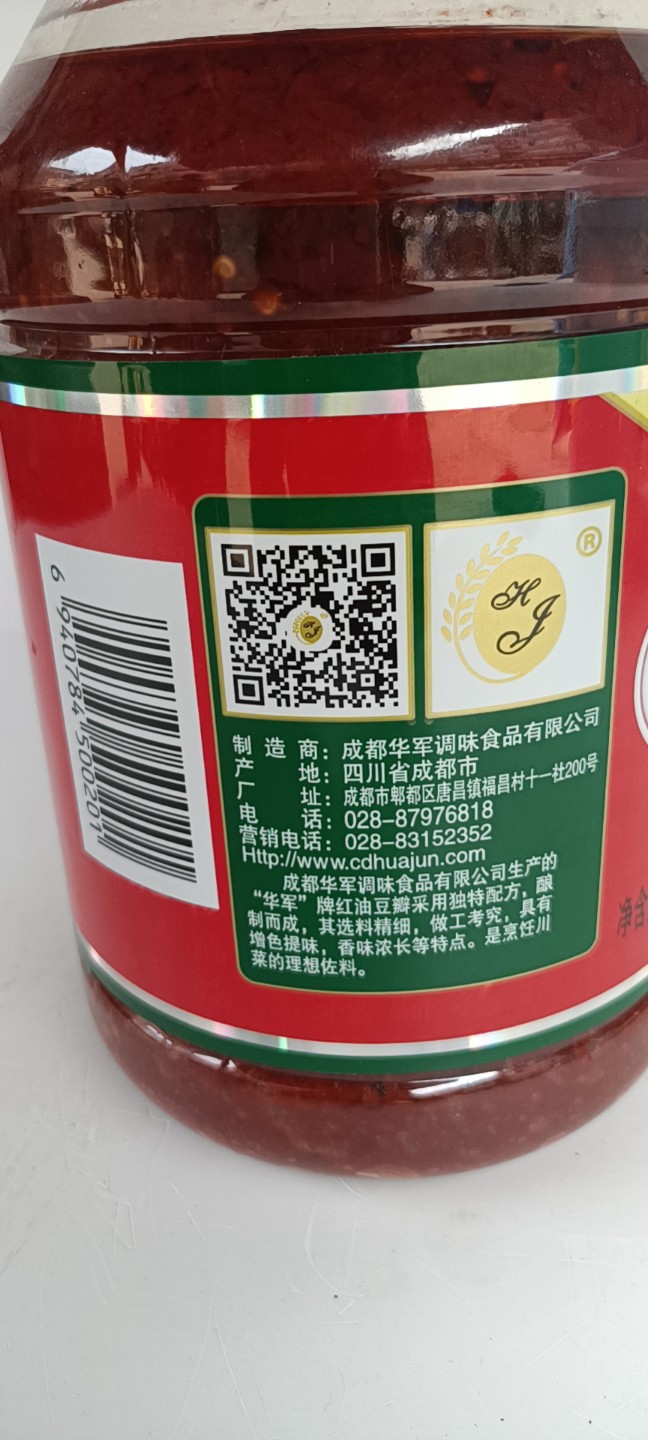 6 940784 500201
HJ
®
制造商：成都华军调味食品有限公司
产地：四川省成都市
厂址：成都市郫都区唐昌镇福昌村十一社200号
电话：028-87976818
营销电话：028-83152352
Http://www.cdhuajun.com
成都华军调味食品有限公司生产的
“华军”牌红油豆瓣采用独特配方，酿
制而成，其选料精细，做工考究，具有
增色提味，香味浓长等特点。是烹饪川
菜的理想佐料。
净含